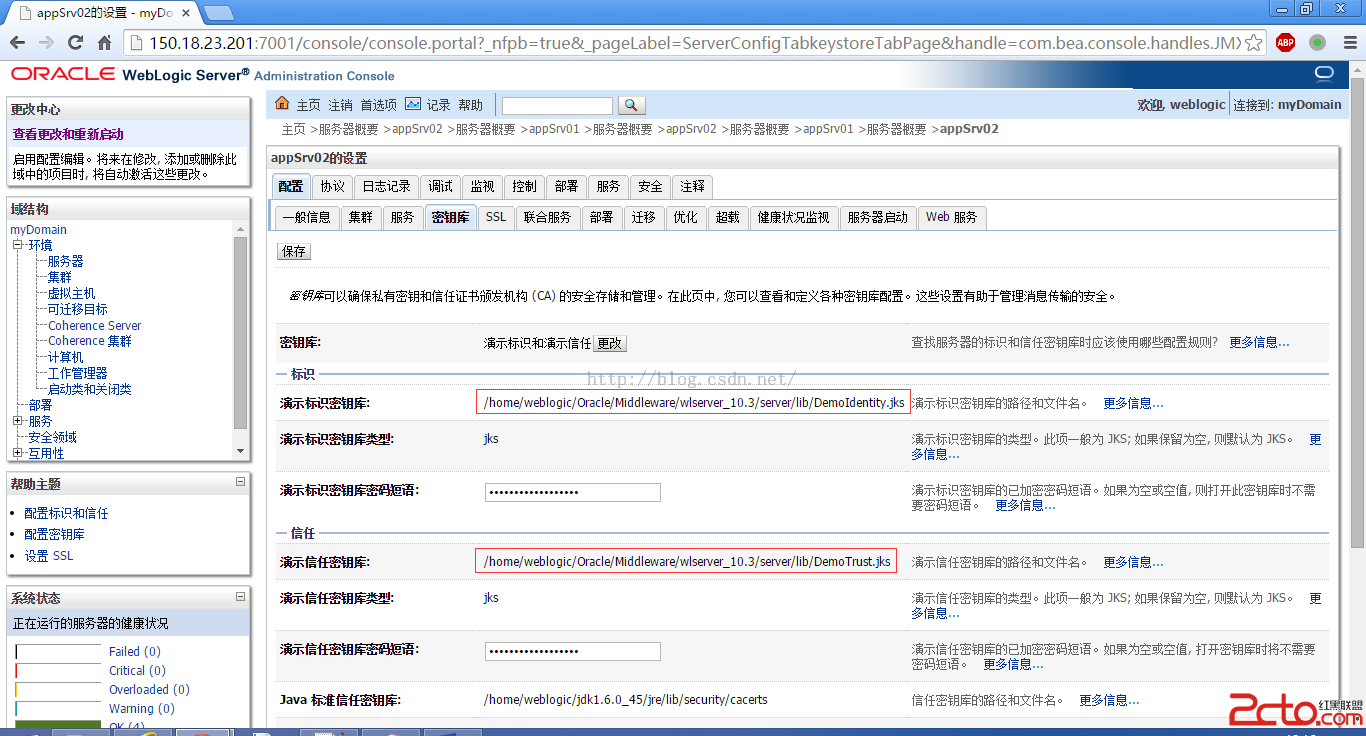 appSrv02的设置 - myDo
150.18.23.201:7001/console/console.portal?_nfpb=true&_pageLabel=ServerConfigTabkeystoreTabPage&handle=com.bea.console.handles.JMX
ABP
ORACLE WebLogic Server® Administration Console
更改中心
查看更改和重新启动
启用配置编辑。将来在修改, 添加或删除此
域中的项目时, 将自动激活这些更改。
域结构
myDomain
环境
服务器
集群
虚拟主机
可迁移目标
Coherence Server
Coherence 集群
计算机
工作管理器
启动类和关闭类
部署
服务
安全领域
互用性
帮助主题
配置标识和信任
配置密钥库
设置 SSL
系统状态
正在运行的服务器的健康状况
Failed (0)
Critical (0)
Overloaded (0)
Warning (0)
OK (4)
主页 注销 首选项 记录 帮助
欢迎, weblogic 连接到: myDomain
主页 >服务器概要 >appSrv02 >服务器概要 >appSrv01 >服务器概要 >appSrv02 >服务器概要 >appSrv01 >服务器概要 >appSrv02
appSrv02的设置
配置 协议 日志记录 调试 监视 控制 部署 服务 安全 注释
一般信息 集群 服务 密钥库 SSL 联合服务 部署 迁移 优化 超载 健康状况监视 服务器启动 Web 服务
保存
密钥库可以确保私有密钥和信任证书颁发机构 (CA) 的安全存储和管理。在此页中, 您可以查看和定义各种密钥库配置。这些设置有助于管理消息传输的安全。
密钥库: 演示标识和演示信任 更改 查找服务器的标识和信任密钥库时应该使用哪些配置规则? 更多信息...
http://blog.csdn.net/
标识
演示标识密钥库: /home/weblogic/Oracle/Middleware/wlserver_10.3/server/lib/DemoIdentity.jks 演示标识密钥库的路径和文件名。 更多信息...
演示标识密钥库类型: jks 演示标识密钥库的类型。此项一般为 JKS; 如果保留为空, 则默认为 JKS。 更
多信息...
演示标识密钥库密码短语: •••••••••••••••••• 演示标识密钥库的已加密密码短语。如果为空或空值, 则打开此密钥库时不需
要密码短语。 更多信息...
信任
演示信任密钥库: /home/weblogic/Oracle/Middleware/wlserver_10.3/server/lib/DemoTrust.jks 演示信任密钥库的路径和文件名。 更多信息...
演示信任密钥库类型: jks 演示信任密钥库的类型。此项一般为 JKS; 如果保留为空, 则默认为 JKS。 更
多信息...
演示信任密钥库密码短语: •••••••••••••••••• 演示信任密钥库的已加密密码短语。如果为空或空值, 打开密钥库时将不需要
密码短语。 更多信息...
Java 标准信任密钥库: /home/weblogic/jdk1.6.0_45/jre/lib/security/cacerts 信任密钥库的路径和文件名。 更多信息...
2cto.com 红黑联盟